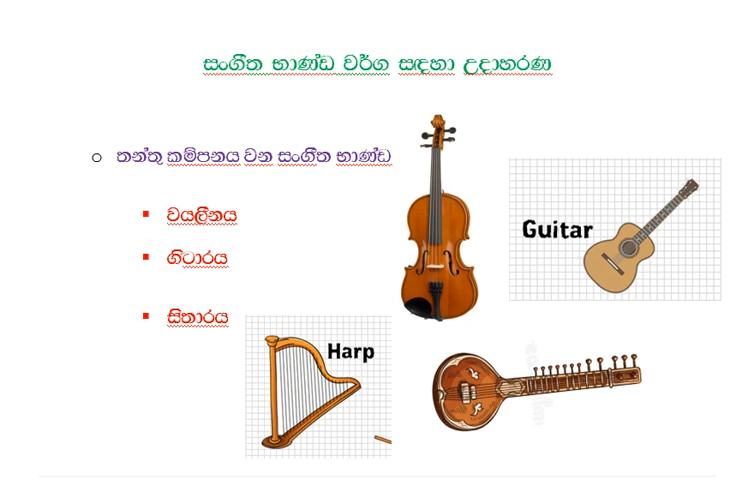 සංගීත භාණ්ඩ වර්ග සඳහා උදාහරණ
තන්තු කම්පනය වන සංගීත භාණ්ඩ
වයලීනය
Guitar
ගිටාරය
සිතාරය
Harp